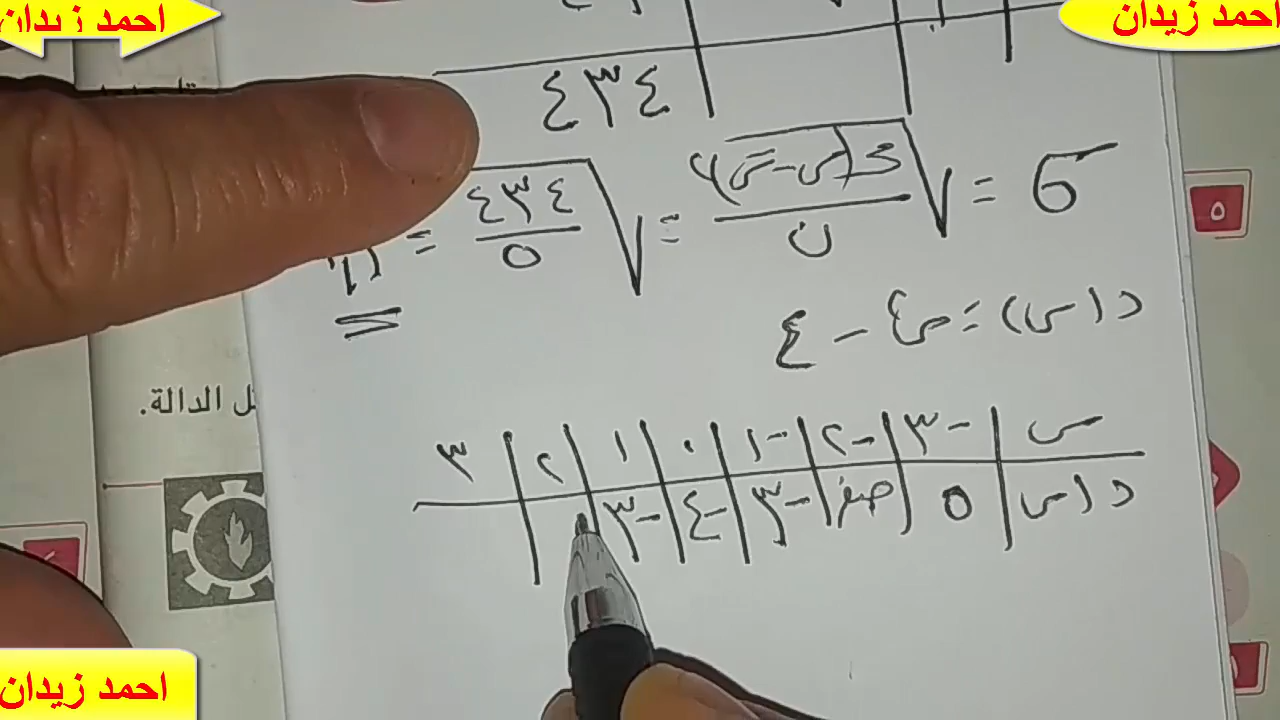 احمد زيدان
احمد زيدان
٤٣٤
σ = √(مجـ(س - س̄)² / ن) = √(٤٣٤ / ٥) =
د(س) = س² - ٤
س | -٣ | -٢ | -١ | ٠ | ١ | ٢ | ٣
د(س) | ٥ | صفر | -٣ | -٤ | -٣
ل الدالة.
٥
احمد زيدان